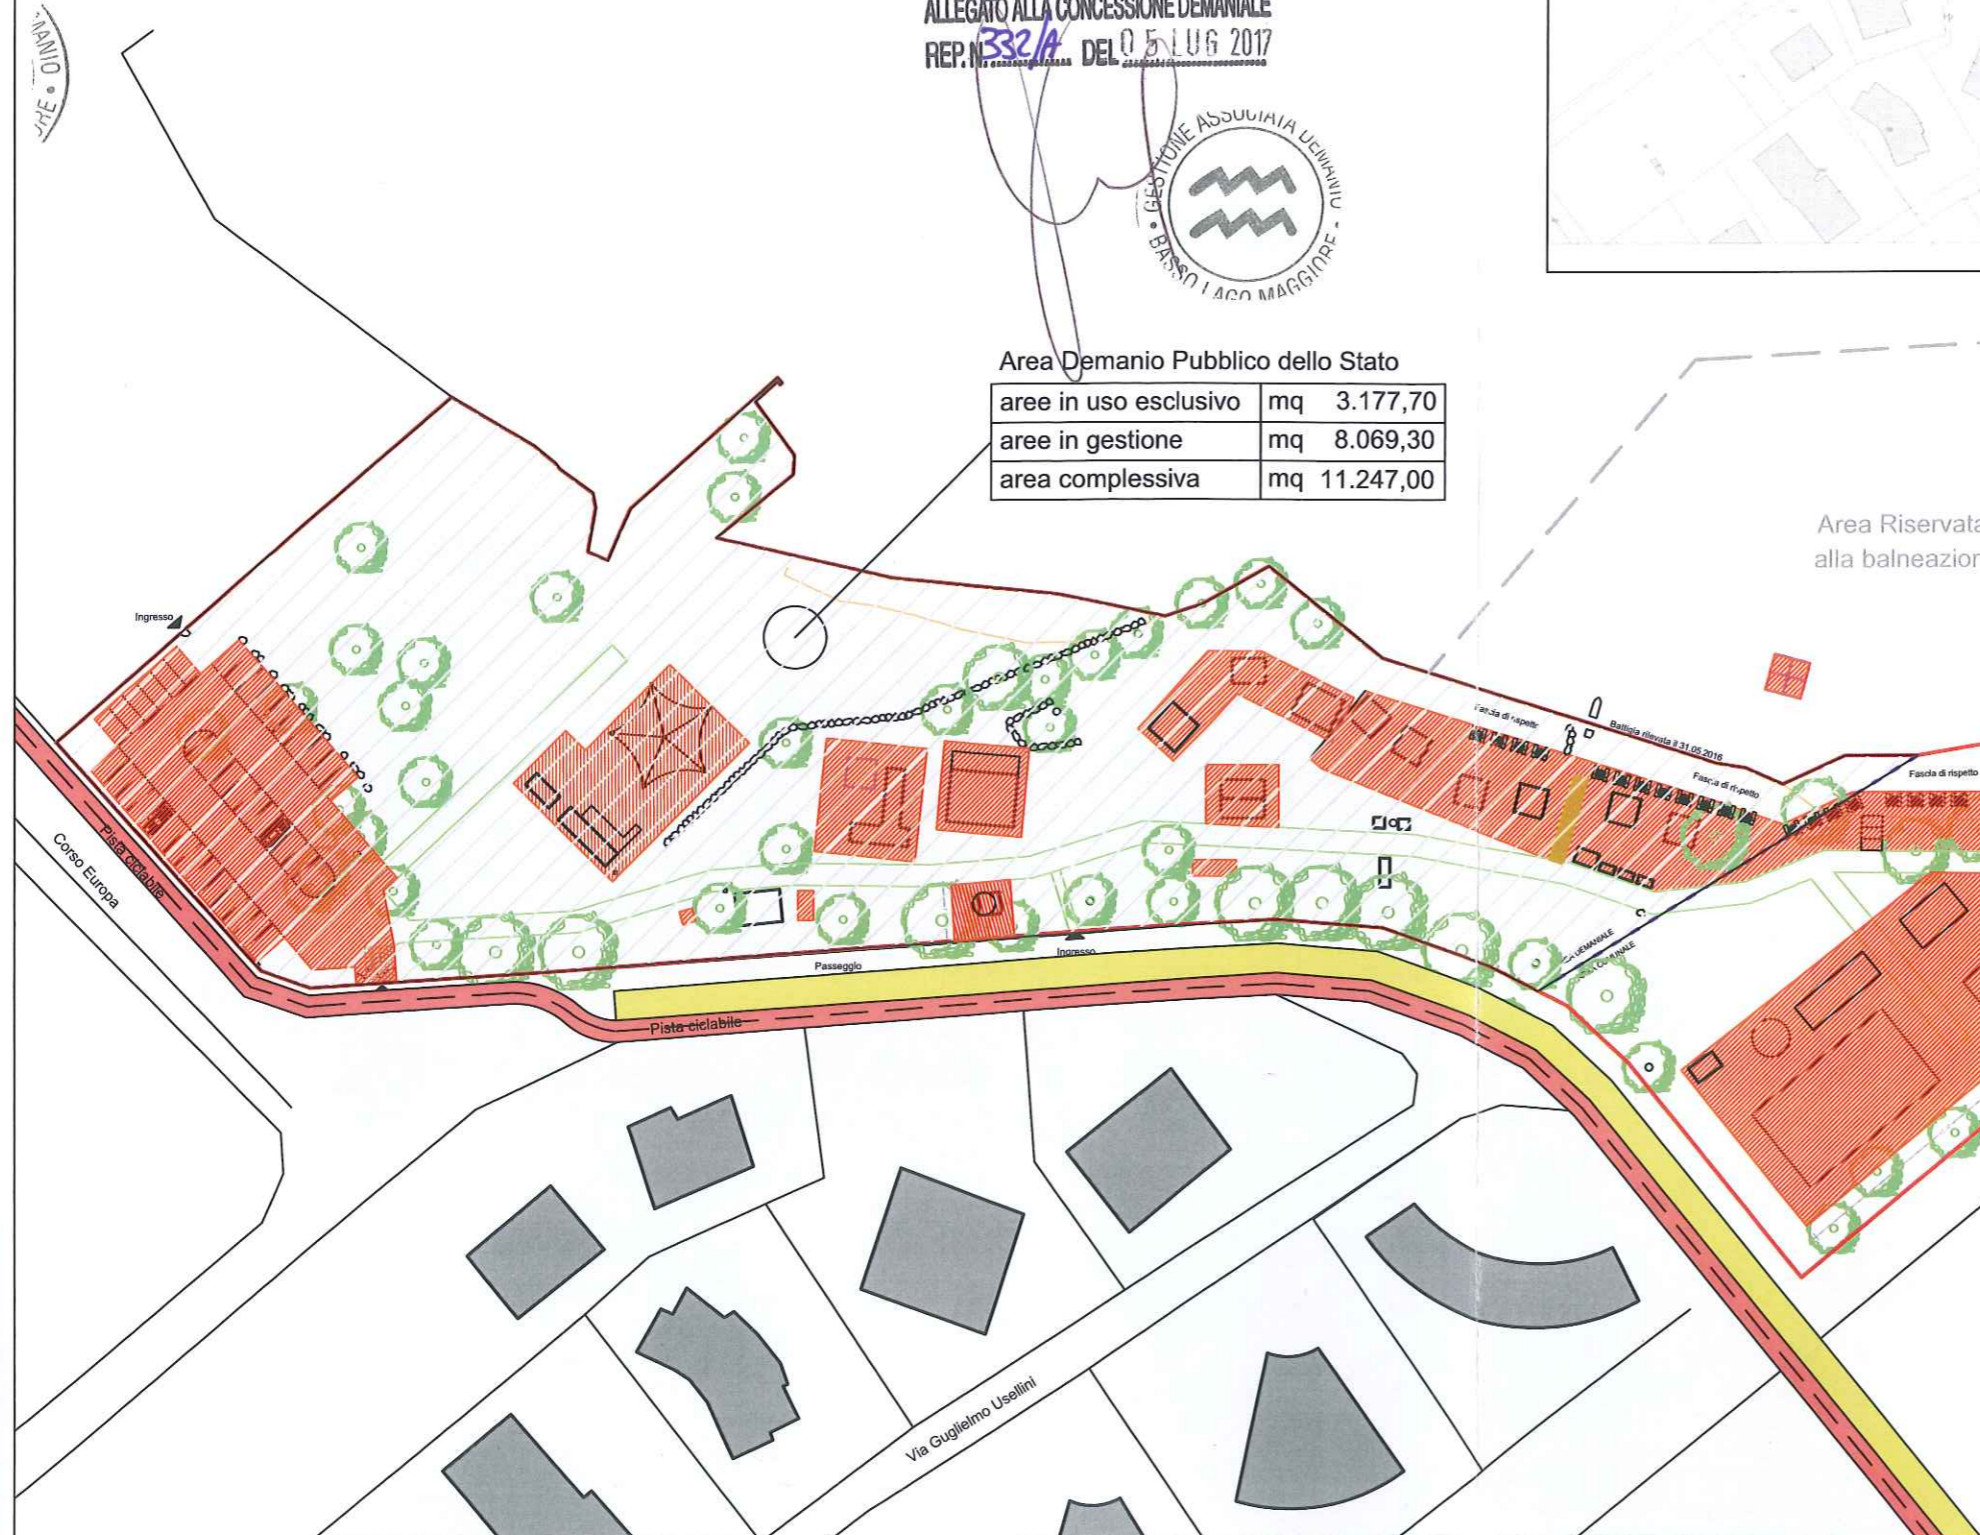 ALLEGATO ALLA CONCESSIONE DEMANIALE
REP. N. 332/A DEL 05 LUG 2017
GESTIONE ASSOCIATA DEMANIO
BASSO LAGO MAGGIORE
Area Demanio Pubblico dello Stato
aree in uso esclusivo mq 3.177,70
aree in gestione mq 8.069,30
area complessiva mq 11.247,00
Area Riservata
alla balneazion
Ingresso
Fascia di rispetto
Battigia rilevata il 31.05.2016
Fascia di rispetto
Fascia di rispetto
Corso Europa
Pista ciclabile
DEMANIALE
COMUNALE
Ingresso
Passeggio
Pista ciclabile
Via Guglielmo Usellini